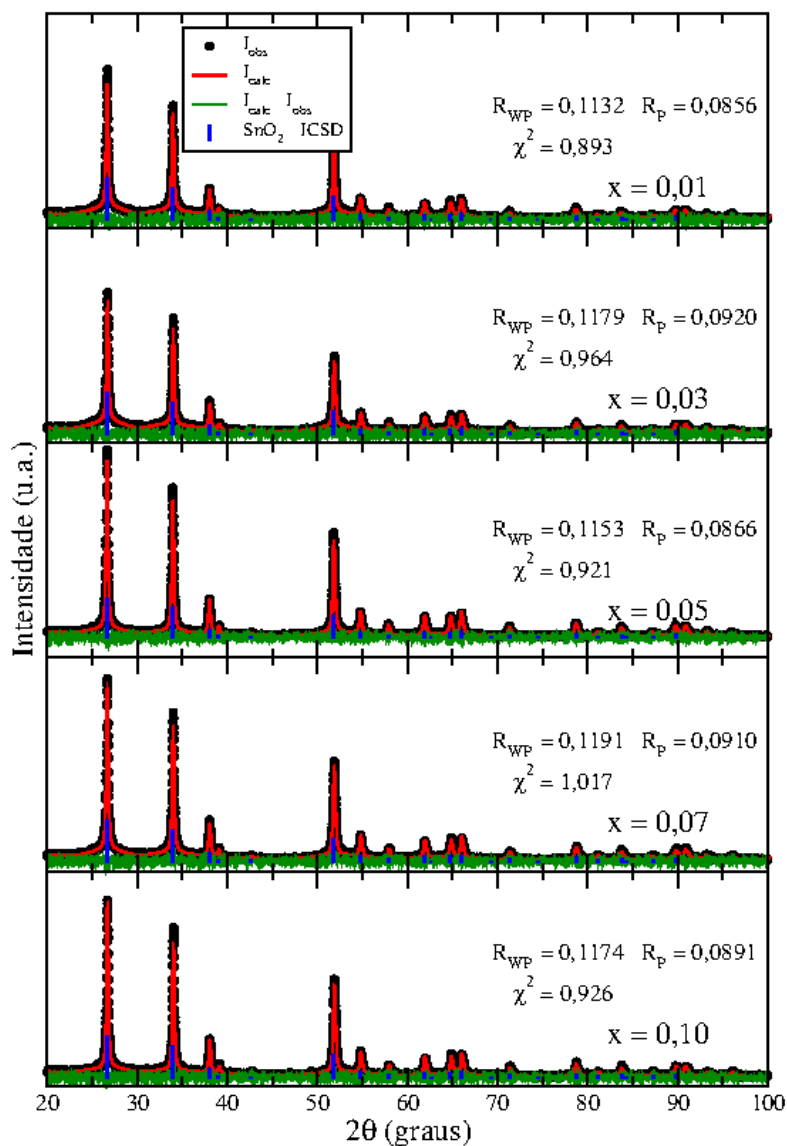 I_obs
I_calc
I_calc I_obs
SnO₂ ICSD
R_WP = 0,1132 R_P = 0,0856
χ² = 0,893
x = 0,01
R_WP = 0,1179 R_P = 0,0920
χ² = 0,964
x = 0,03
R_WP = 0,1153 R_P = 0,0866
χ² = 0,921
x = 0,05
R_WP = 0,1191 R_P = 0,0910
χ² = 1,017
x = 0,07
R_WP = 0,1174 R_P = 0,0891
χ² = 0,926
x = 0,10
Intensidade (u.a.)
20 30 40 50 60 70 80 90 100
2θ (graus)